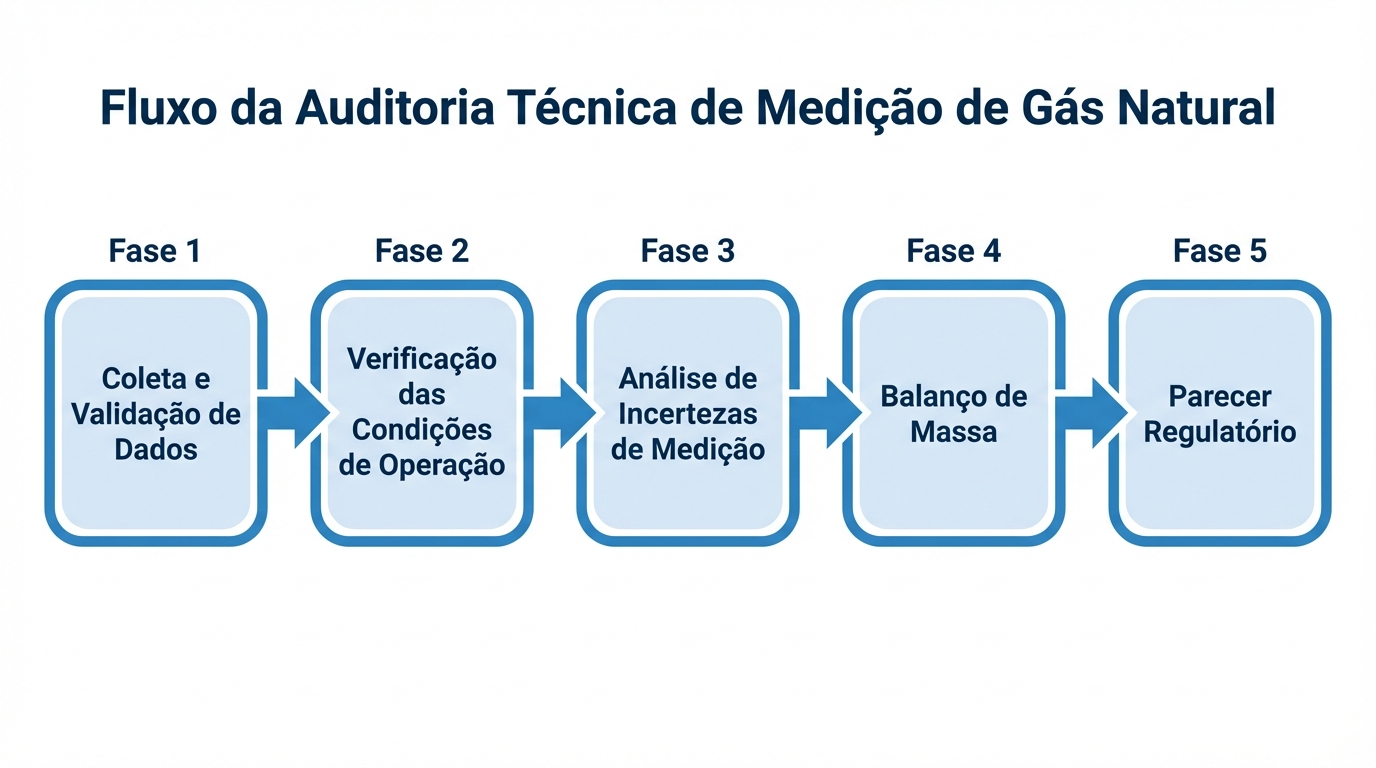 Fluxo da Auditoria Técnica de Medição de Gás Natural
Fase 1
Coleta e
Validação de
Dados
Fase 2
Verificação
das
Condições
de Operação
Fase 3
Análise de
Incertezas
de Medição
Fase 4
Balanço de
Massa
Fase 5
Parecer
Regulatório